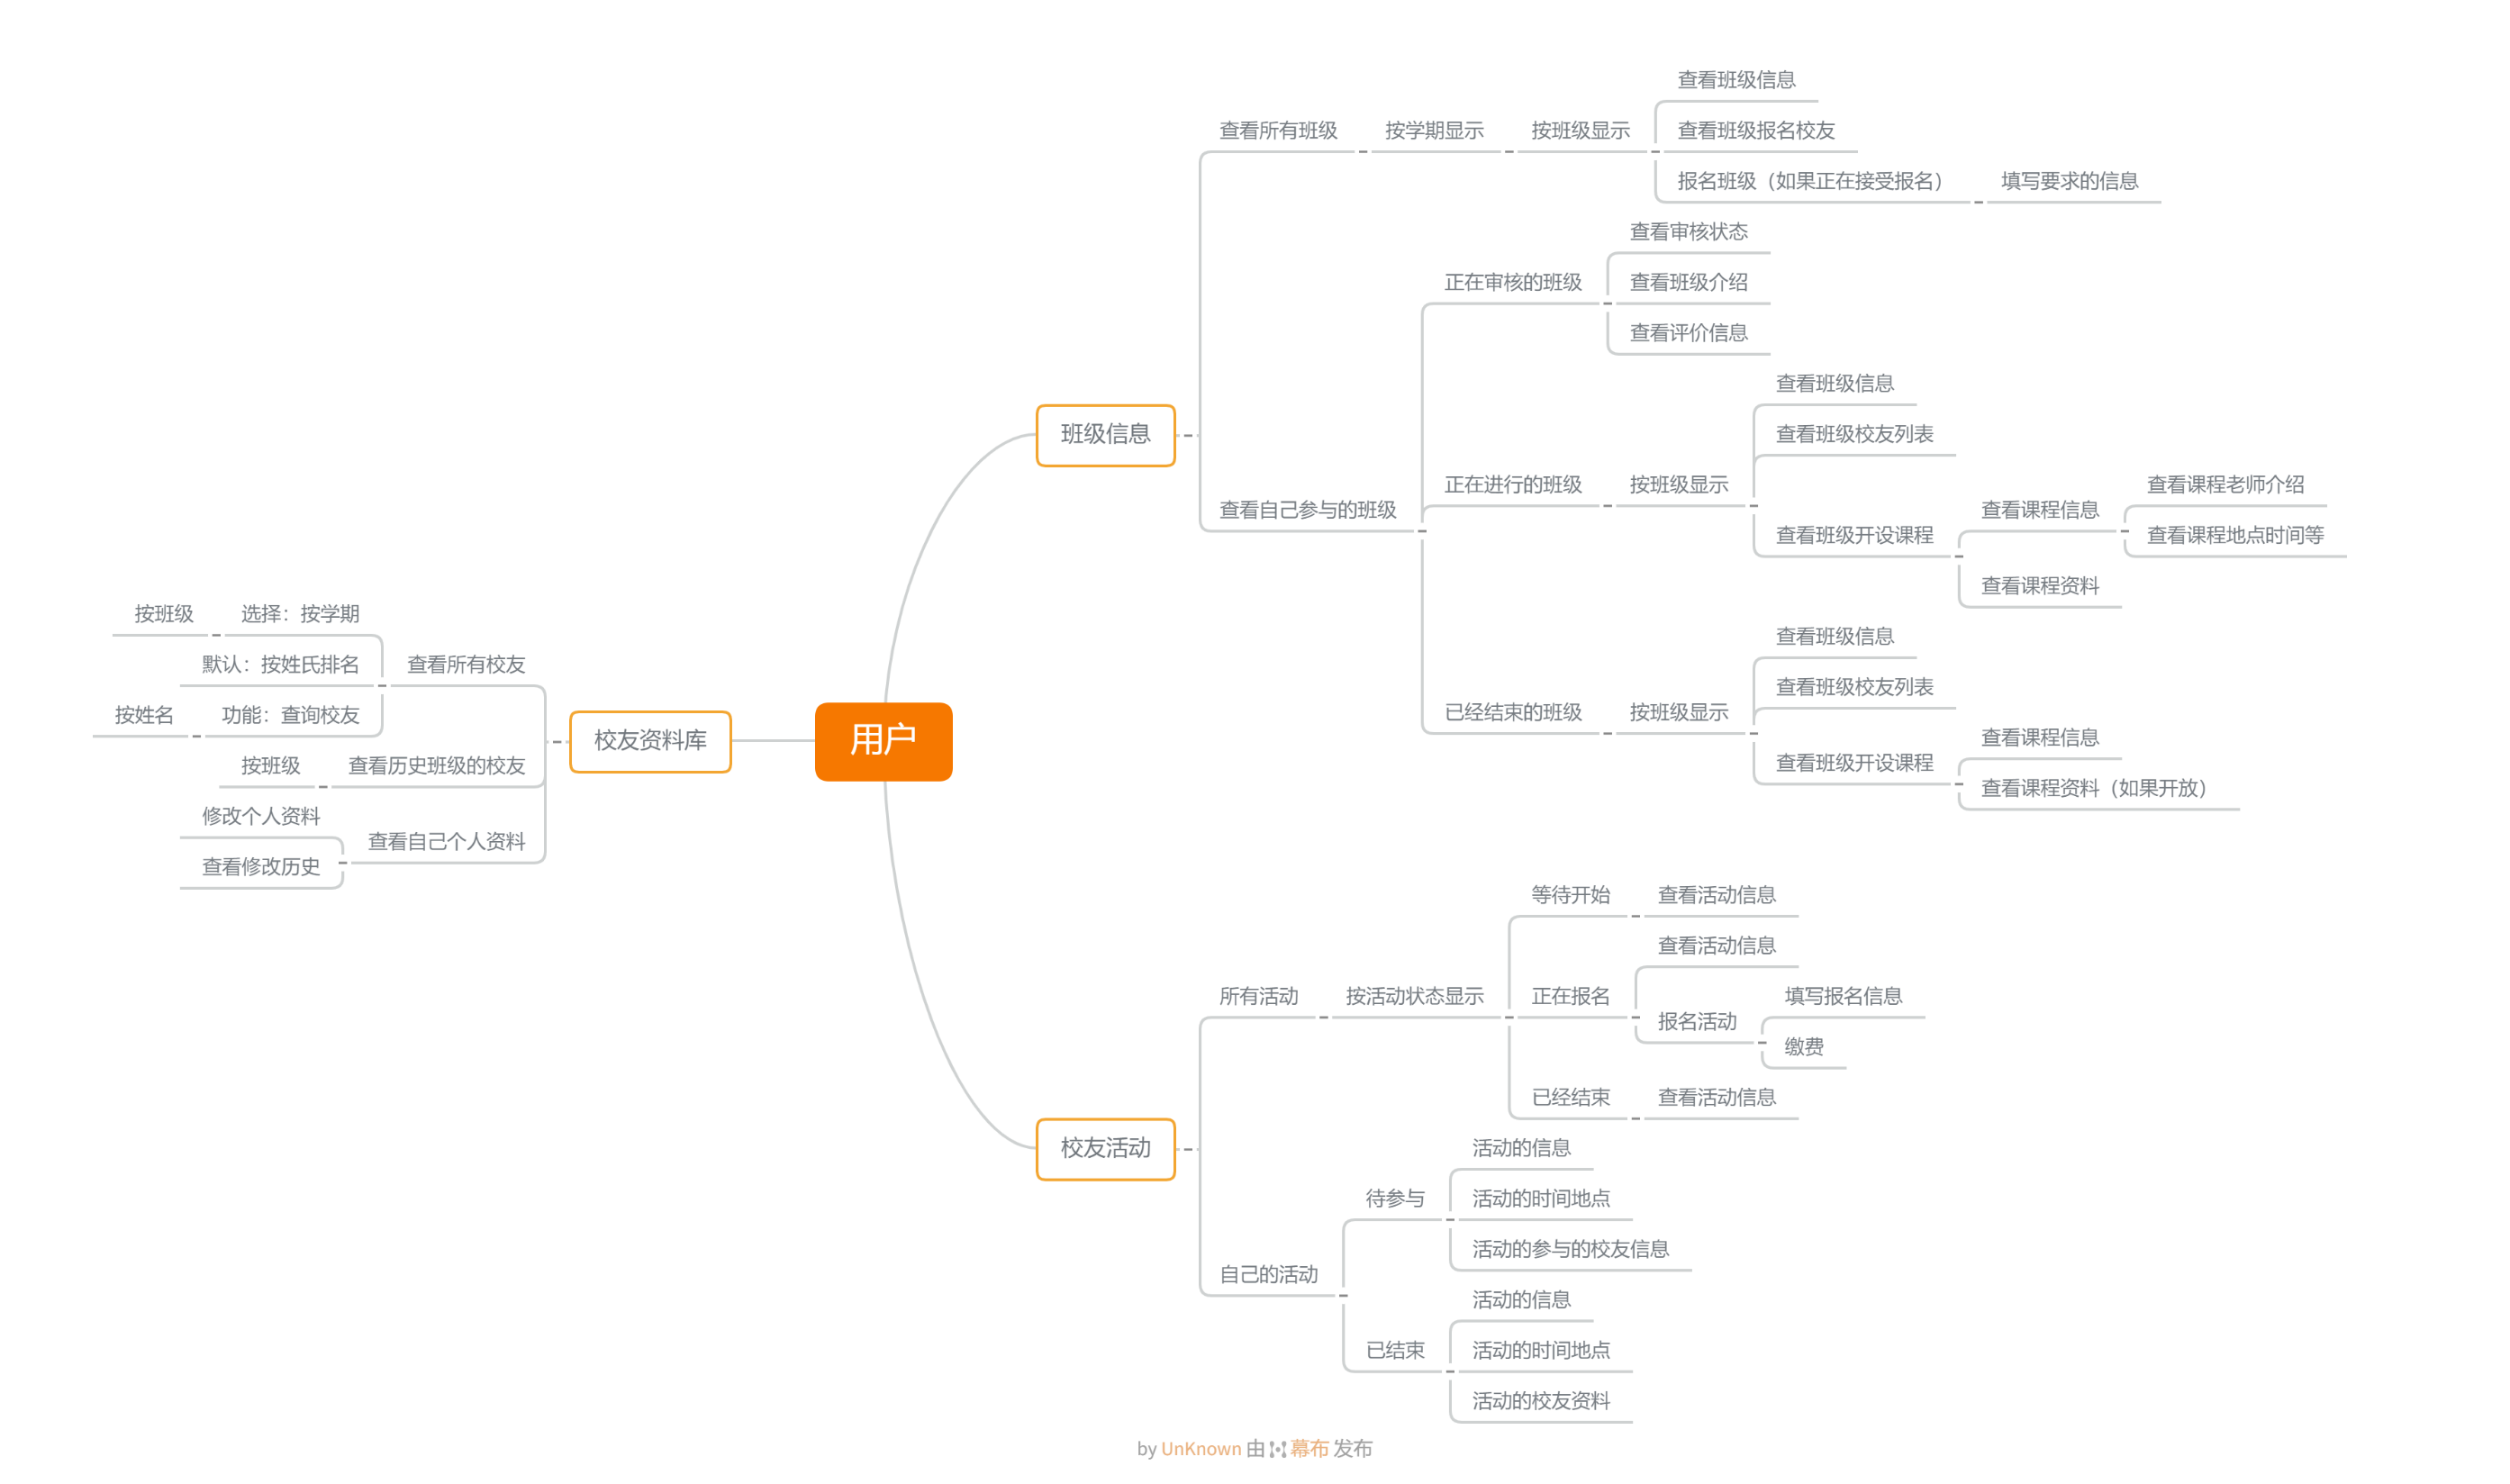 用户
班级信息
查看所有班级
按学期显示
按班级显示
查看班级信息
查看班级报名校友
报名班级（如果正在接受报名）
填写要求的信息
查看自己参与的班级
正在审核的班级
查看审核状态
查看班级介绍
查看评价信息
正在进行的班级
按班级显示
查看班级信息
查看班级校友列表
查看班级开设课程
查看课程信息
查看课程老师介绍
查看课程地点时间等
查看课程资料
已经结束的班级
按班级显示
查看班级信息
查看班级校友列表
查看班级开设课程
查看课程信息
查看课程资料（如果开放）
校友活动
所有活动
按活动状态显示
等待开始
查看活动信息
正在报名
查看活动信息
报名活动
填写报名信息
缴费
已经结束
查看活动信息
自己的活动
待参与
活动的信息
活动的时间地点
活动的参与的校友信息
已结束
活动的信息
活动的时间地点
活动的校友资料
校友资料库
查看所有校友
选择：按学期
按班级
默认：按姓氏排名
功能：查询校友
按姓名
查看历史班级的校友
按班级
查看自己个人资料
修改个人资料
查看修改历史
by UnKnown 由 幕布 发布